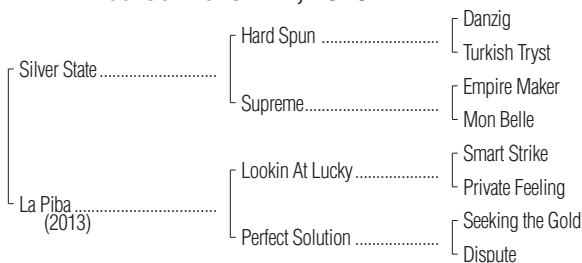 Danzig
Hard Spun ..........................
Turkish Tryst
Silver State ..........................
Empire Maker
Supreme..............................
Mon Belle
Smart Strike
Lookin At Lucky ..................
Private Feeling
La Piba ................................
(2013)
Seeking the Gold
Perfect Solution ..................
Dispute